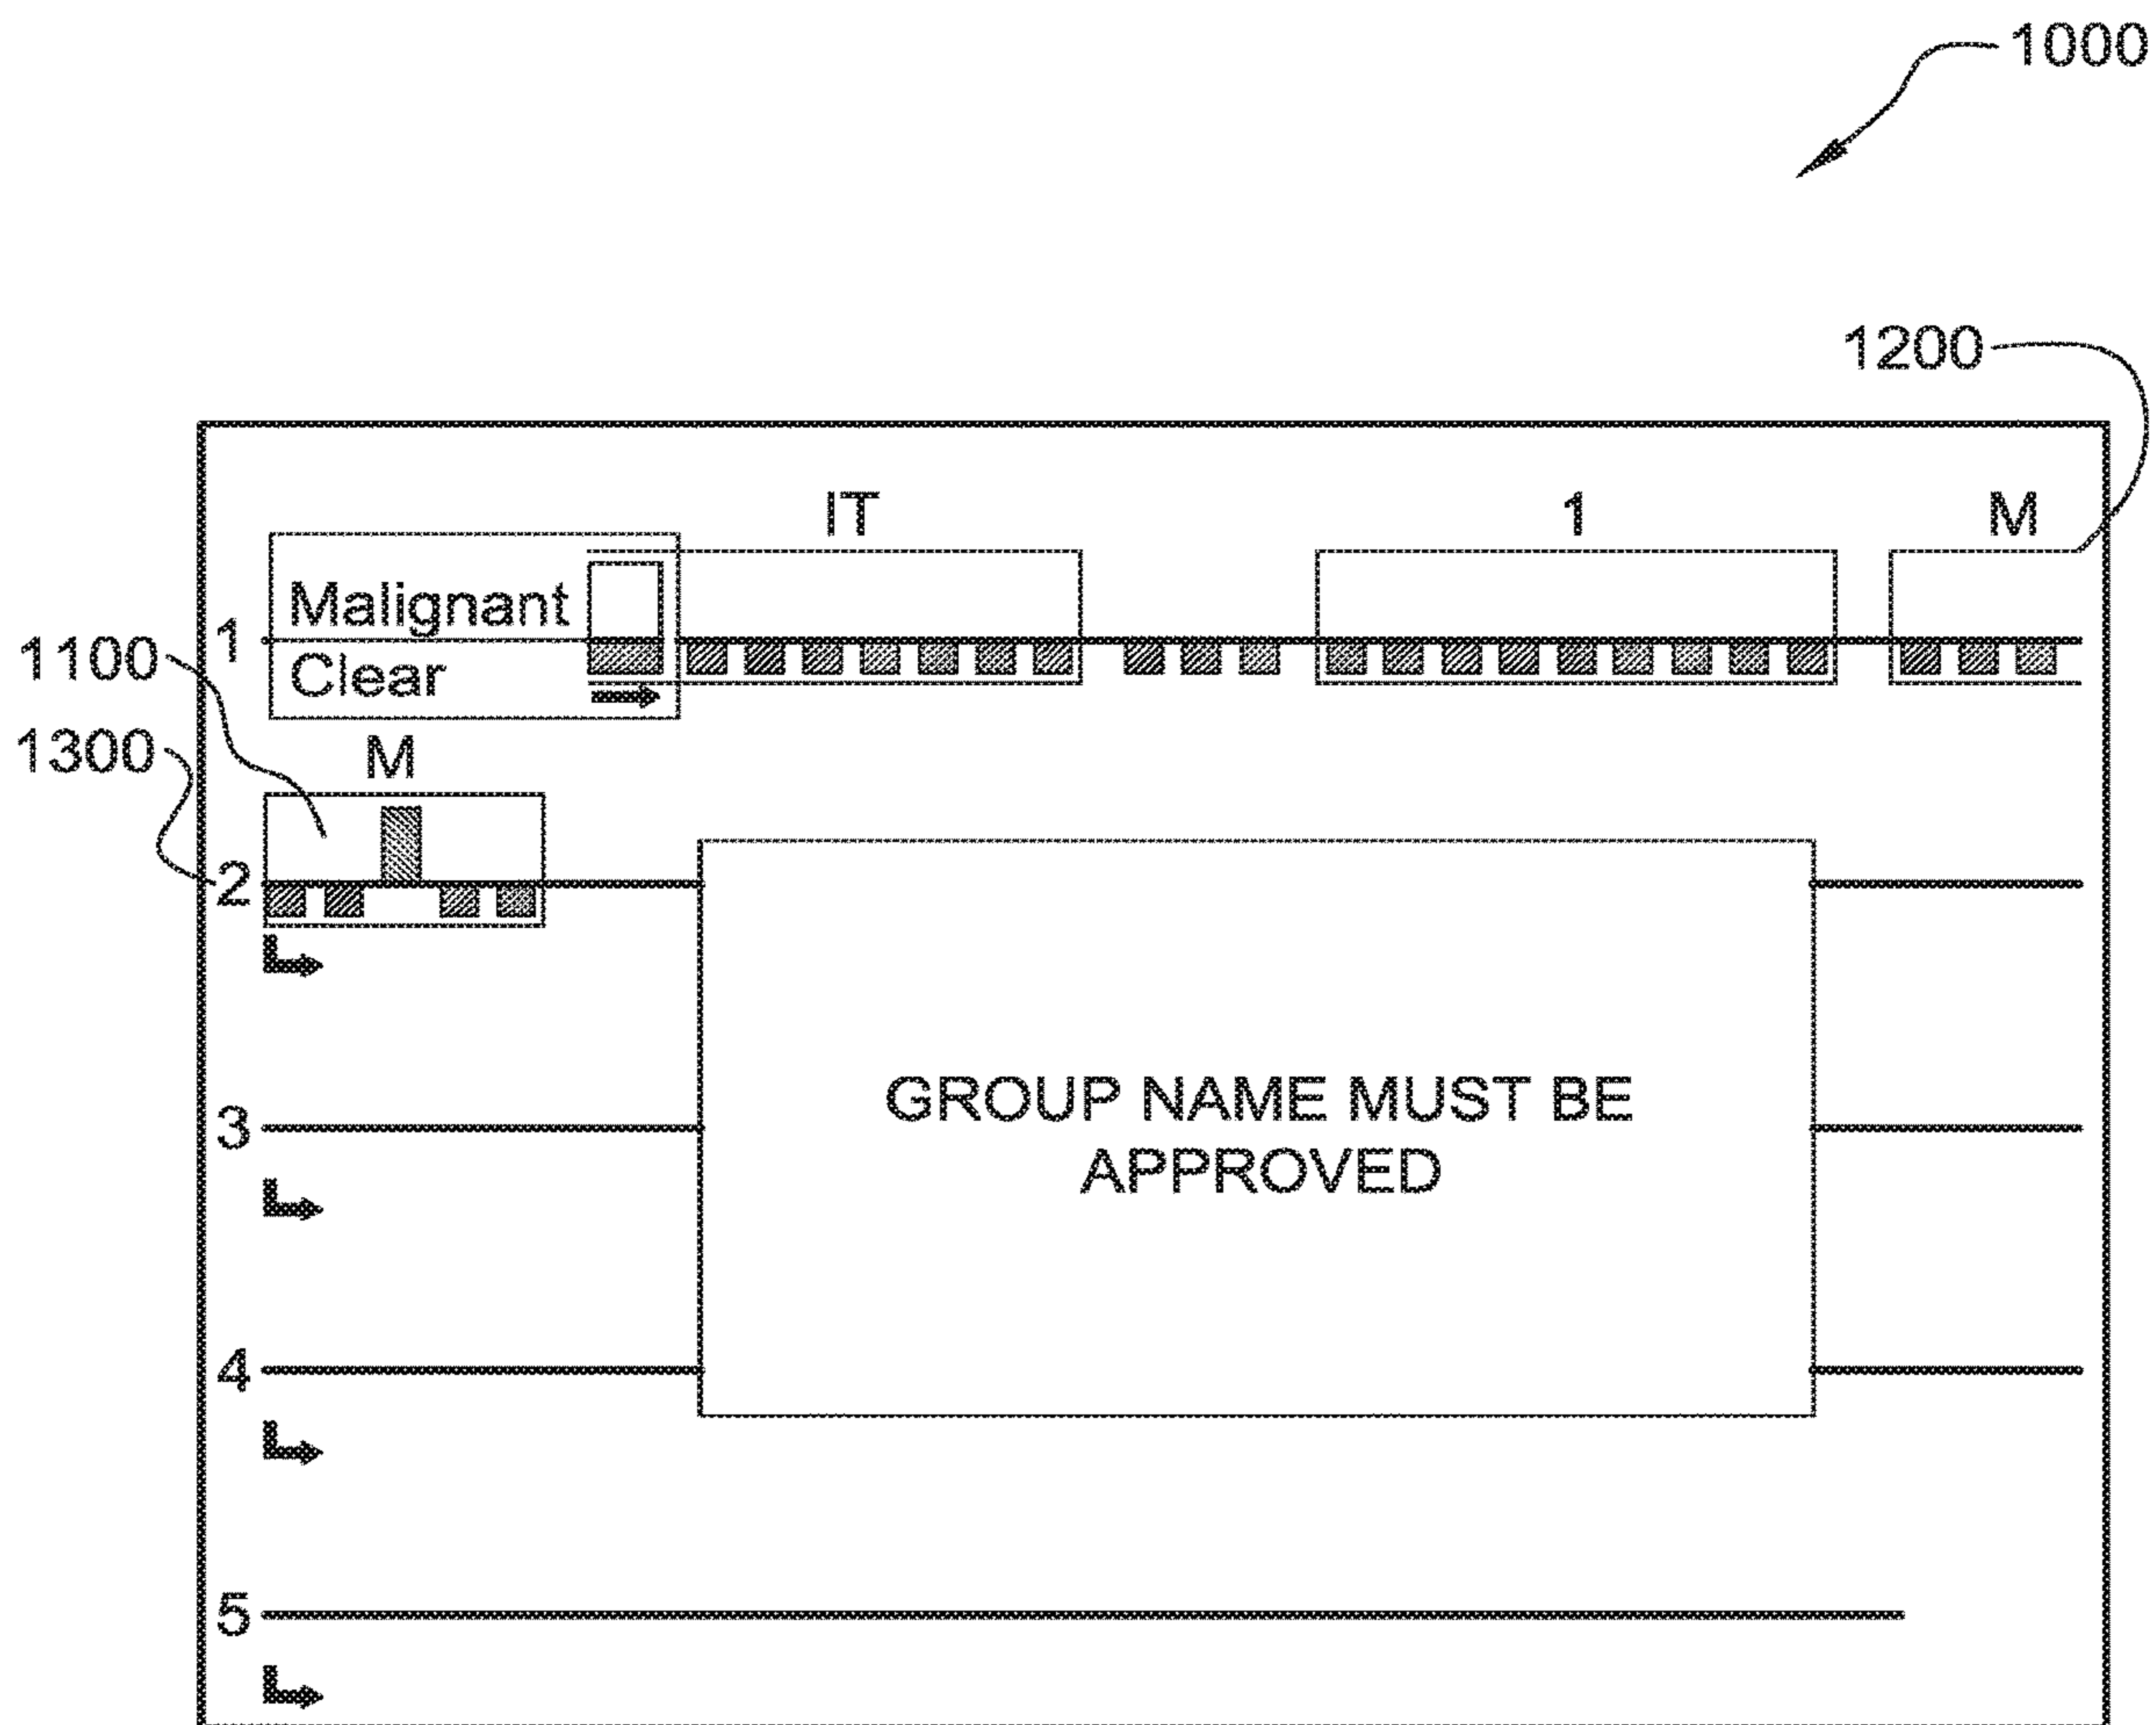 1000
1200
IT 1 M
Malignant
1
Clear
1100
1300
M
2
GROUP NAME MUST BE
APPROVED
3
4
5